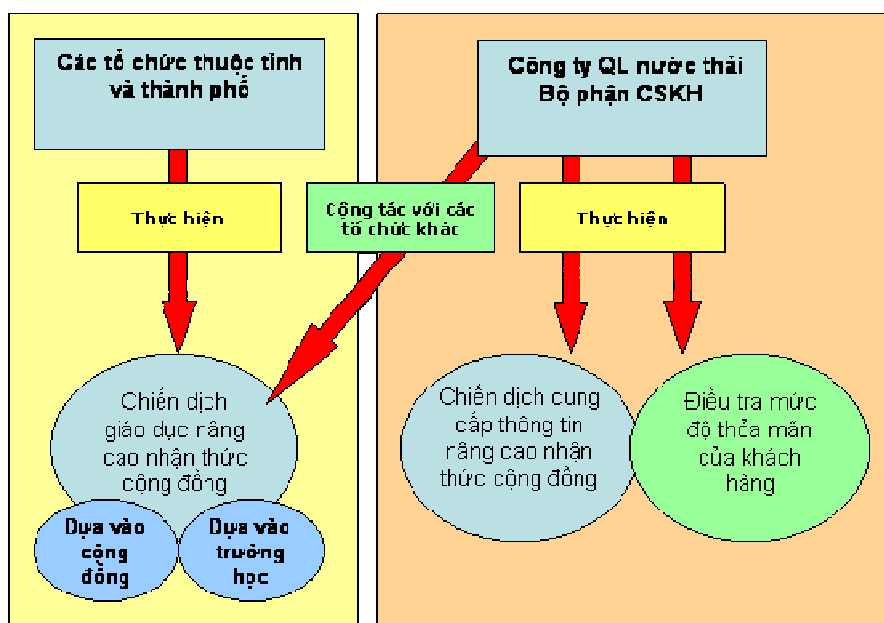 Các tổ chức thuộc tỉnh
và thành phố
Công ty QL nước thải
Bộ phận CSKH
Thực hiện
Cộng tác với các
tổ chức khác
Thực hiện
Chiến dịch
giáo dục nâng
cao nhận thức
cộng đồng
Dựa vào
cộng
đồng
Dựa vào
trường
học
Chiến dịch cung
cấp thông tin
nâng cao nhận
thức cộng đồng
Điều tra mức
độ thỏa mãn
của khách
hàng